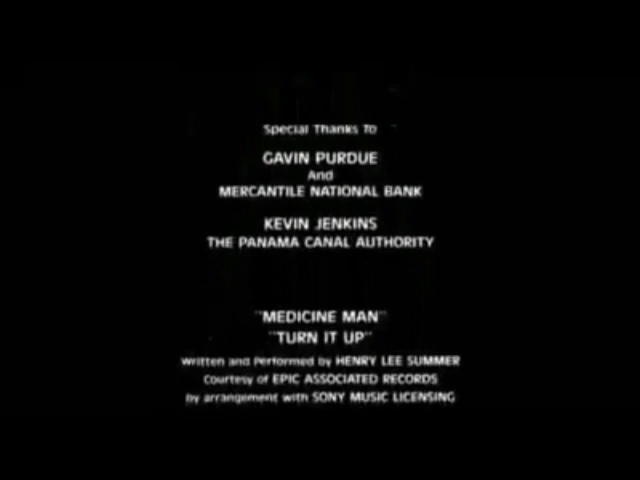 Special Thanks To
GAVIN PURDUE
And
MERCANTILE NATIONAL BANK
KEVIN JENKINS
THE PANAMA CANAL AUTHORITY
"MEDICINE MAN"
"TURN IT UP"
Written and Performed by HENRY LEE SUMMER
Courtesy of EPIC ASSOCIATED RECORDS
by arrangement with SONY MUSIC LICENSING